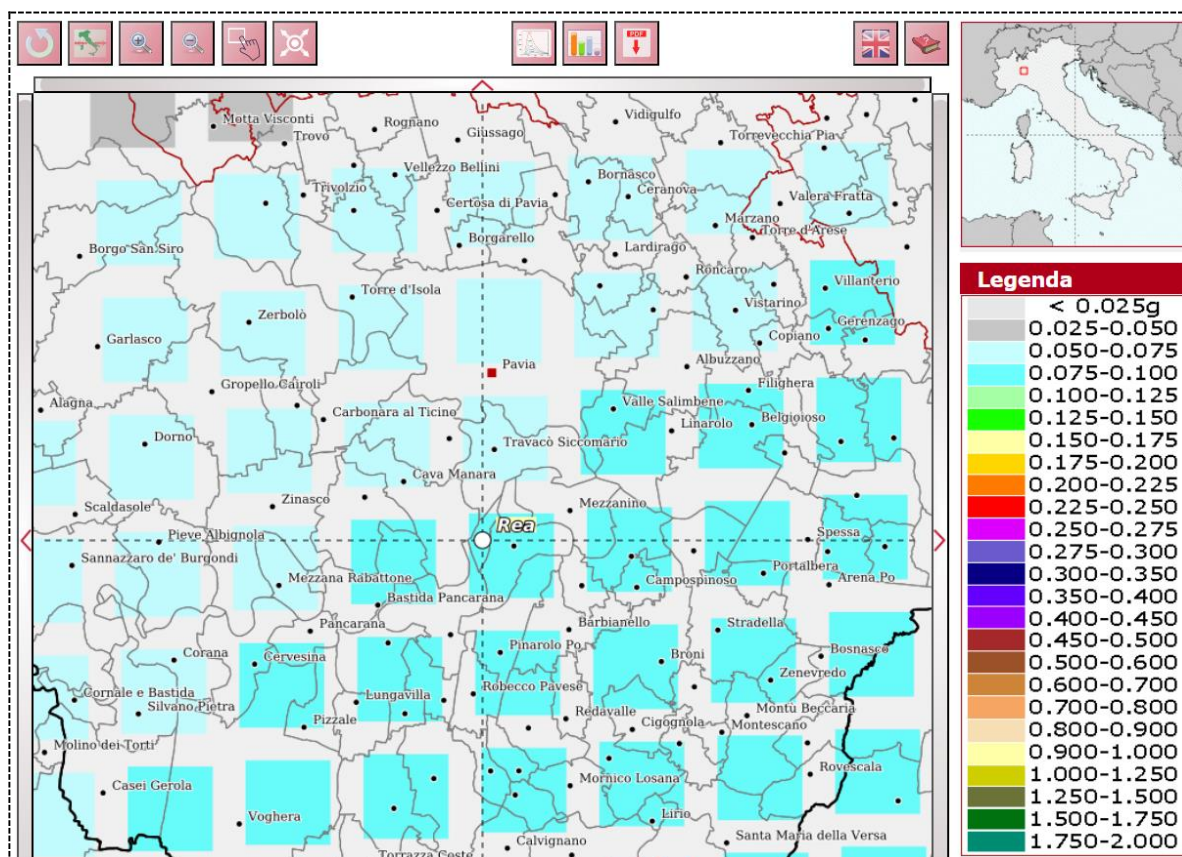 PDF
Motta Visconti
Trovo
Rognano
Giussago
Vidigulfo
Torrevecchia Pia
Vellezzo Bellini
Trivolzio
Certosa di Pavia
Bornasco
Ceranova
Valera Fratta
Marzano
Torre d'Arese
Borgo San Siro
Borgarello
Lardirago
Roncaro
Villanterio
Torre d'Isola
Vistarino
Zerbolò
Gerenzago
Garlasco
Copiano
Albuzzano
Pavia
Gropello Cairoli
Filighera
Alagna
Carbonara al Ticino
Valle Salimbene
Linarolo
Belgioioso
Dorno
Travacò Siccomario
Cava Manara
Scaldasole
Zinasco
Mezzanino
Rea
Pieve Albignola
Spessa
Sannazzaro de' Burgondi
Mezzana Rabattone
Campospinoso
Portalbera
Arena Po
Bastida Pancarana
Pancarana
Barbianello
Stradella
Corana
Cervesina
Pinarolo Po
Broni
Bosnasco
Zenevredo
Cornale e Bastida
Silvano Pietra
Lungavilla
Robecco Pavese
Redavalle
Cigognola
Montù Beccaria
Montescano
Pizzale
Molino dei Torti
Casei Gerola
Mornico Losana
Rovescala
Voghera
Lirio
Santa Maria della Versa
Calvignano
Torrazza Coste
Legenda
< 0.025g
0.025-0.050
0.050-0.075
0.075-0.100
0.100-0.125
0.125-0.150
0.150-0.175
0.175-0.200
0.200-0.225
0.225-0.250
0.250-0.275
0.275-0.300
0.300-0.350
0.350-0.400
0.400-0.450
0.450-0.500
0.500-0.600
0.600-0.700
0.700-0.800
0.800-0.900
0.900-1.000
1.000-1.250
1.250-1.500
1.500-1.750
1.750-2.000